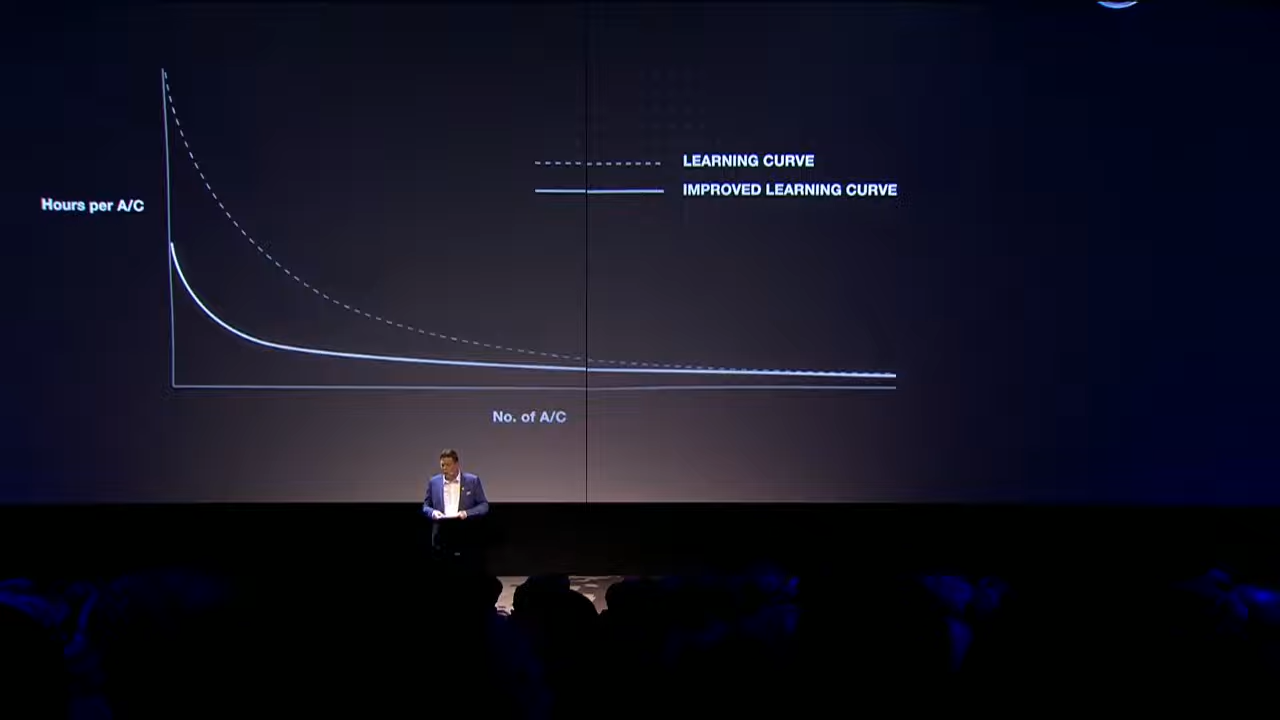 LEARNING CURVE
IMPROVED LEARNING CURVE
Hours per A/C
No. of A/C